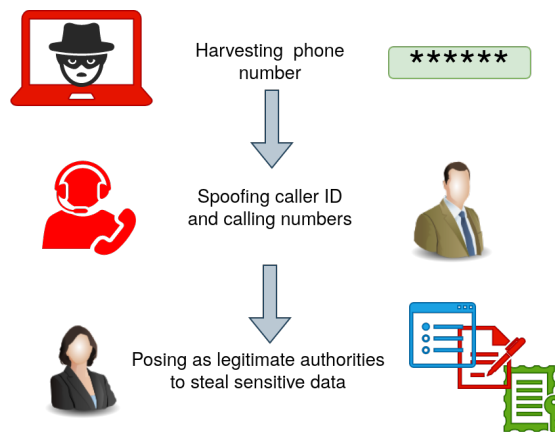 Harvesting phone
number
******
Spoofing caller ID
and calling numbers
Posing as legitimate authorities
to steal sensitive data